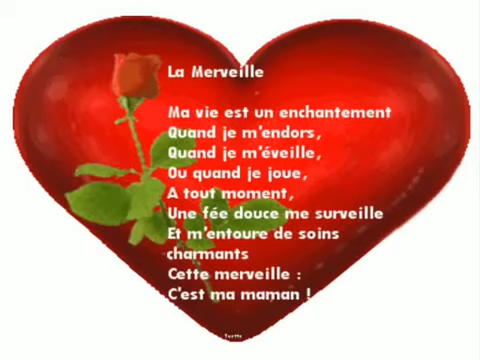 La Merveille
Ma vie est un enchantement
Quand je m'endors,
Quand je m'éveille,
Ou quand je joue,
A tout moment,
Une fée douce me surveille
Et m'entoure de soins
charmants
Cette merveille :
C'est ma maman !